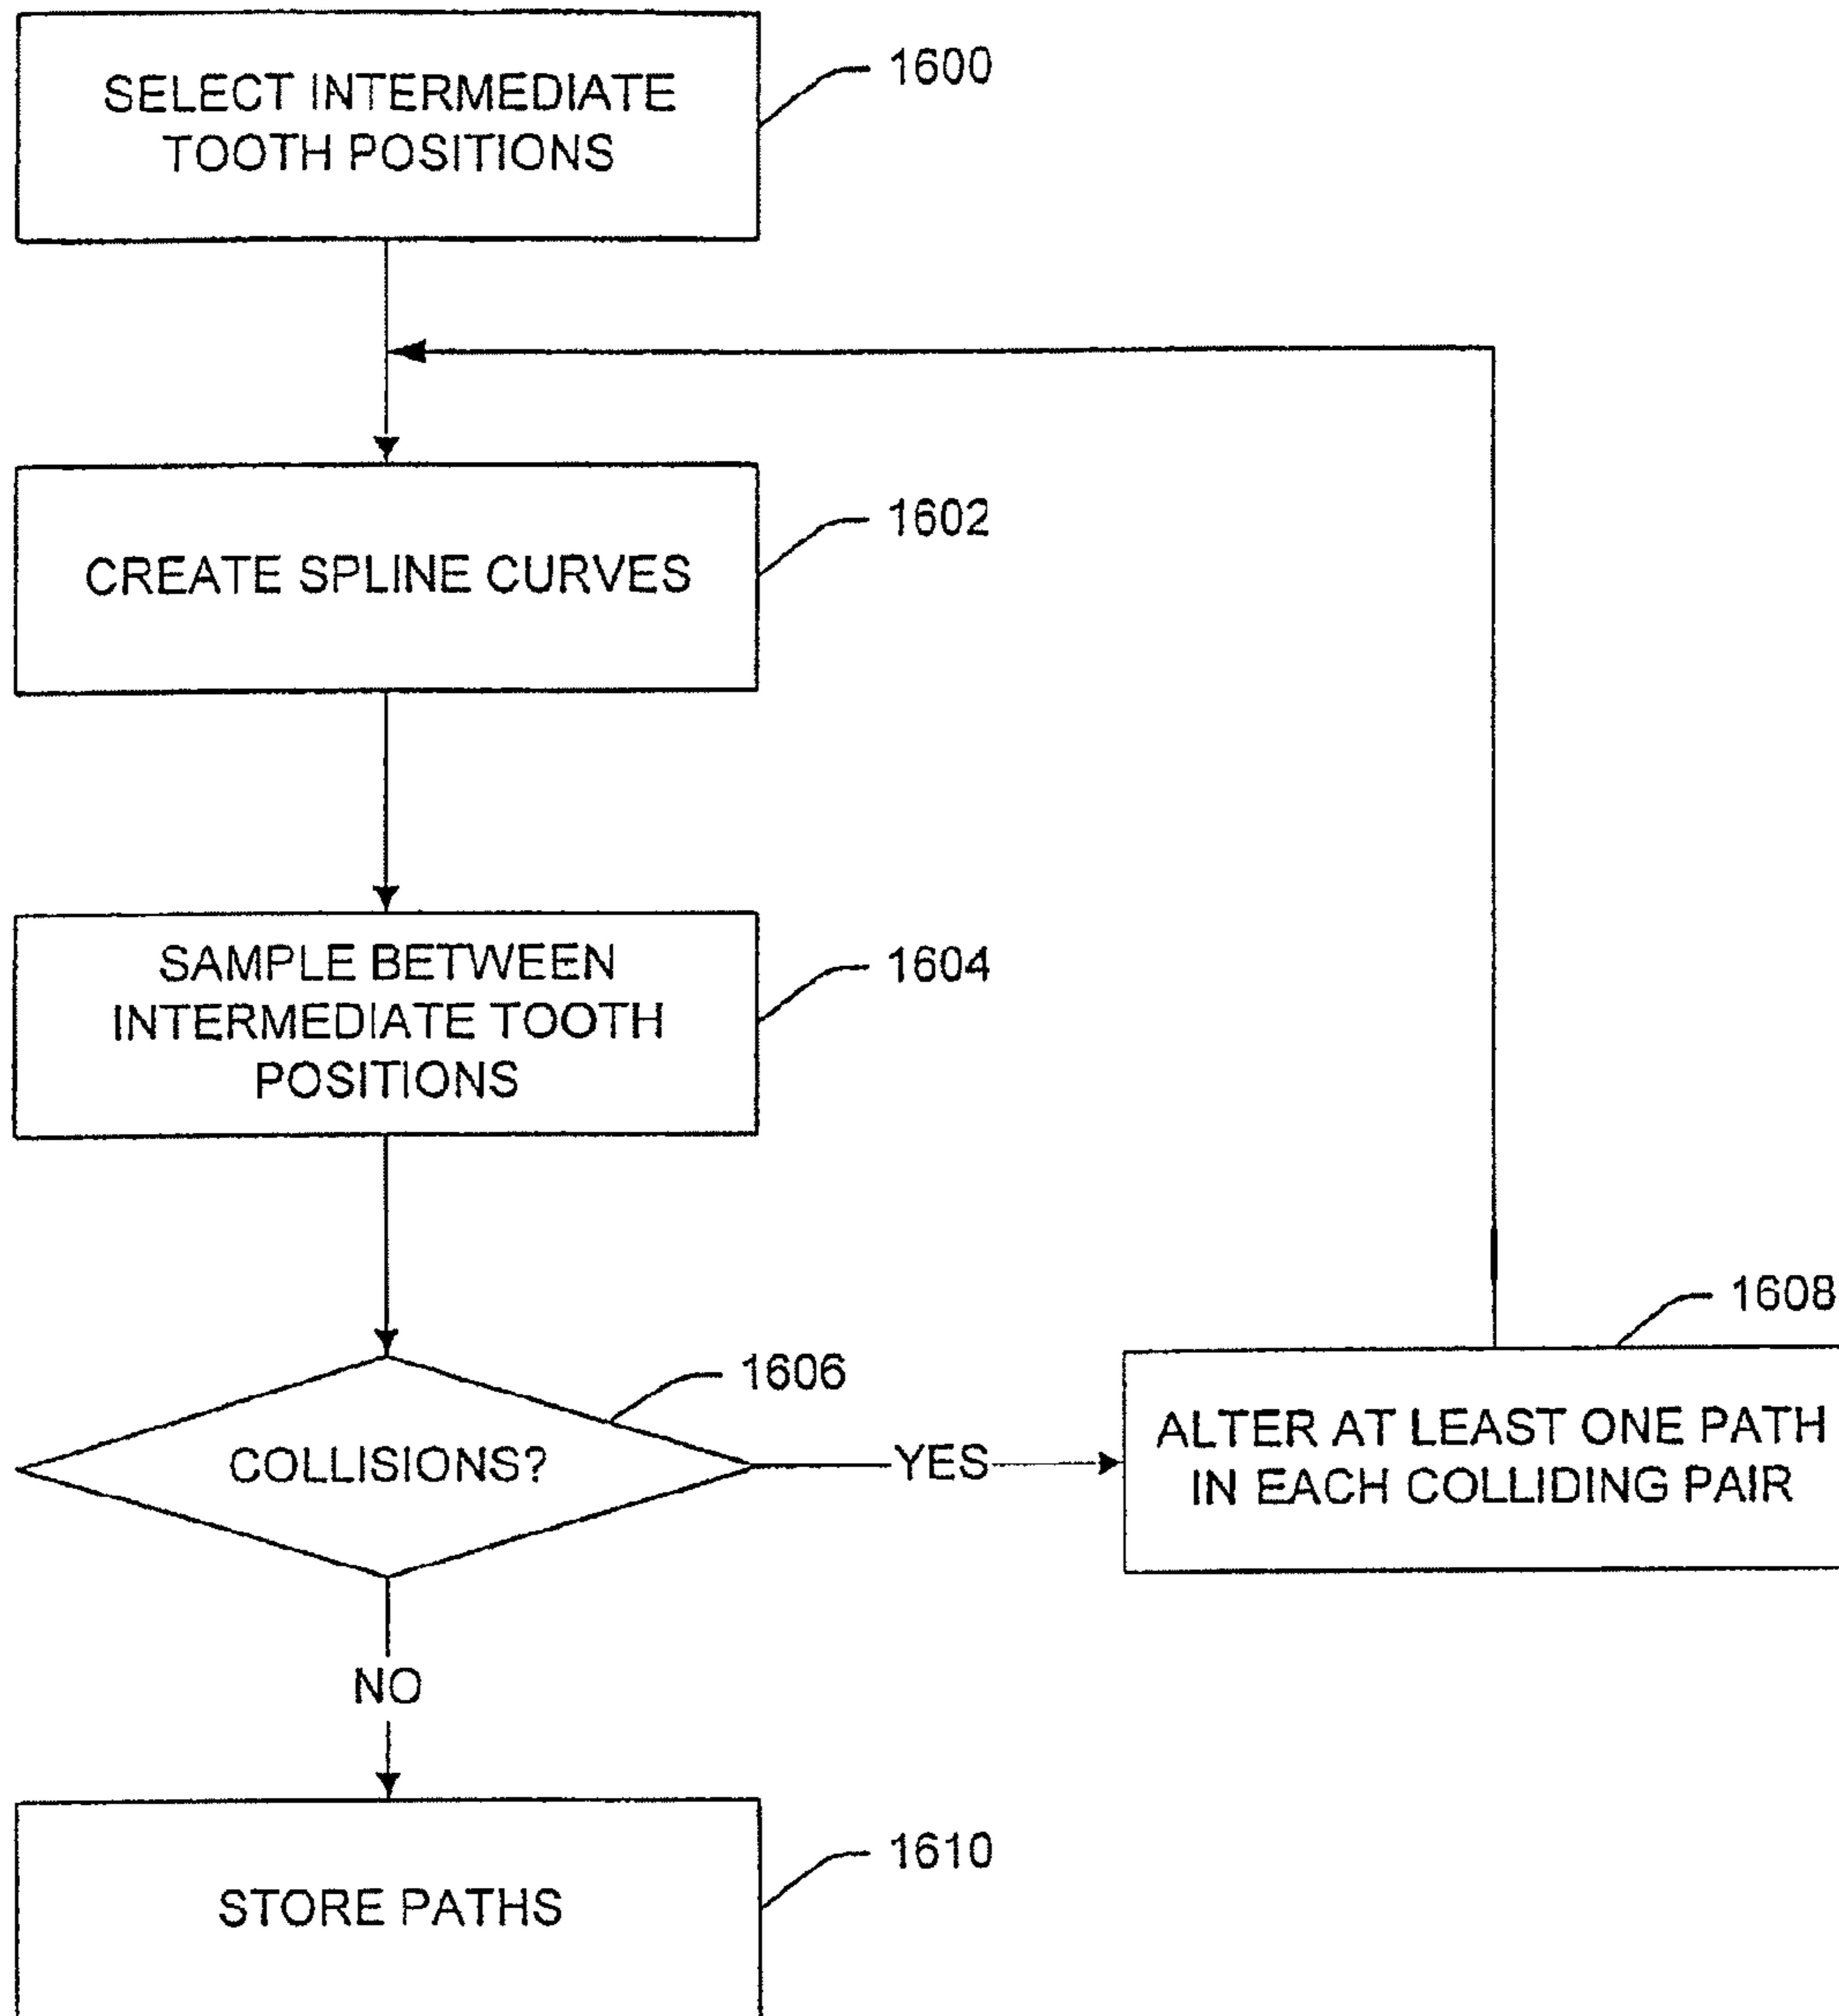 SELECT INTERMEDIATE
TOOTH POSITIONS
1600
CREATE SPLINE CURVES
1602
SAMPLE BETWEEN
INTERMEDIATE TOOTH
POSITIONS
1604
COLLISIONS?
1606
YES
ALTER AT LEAST ONE PATH
IN EACH COLLIDING PAIR
1608
NO
STORE PATHS
1610